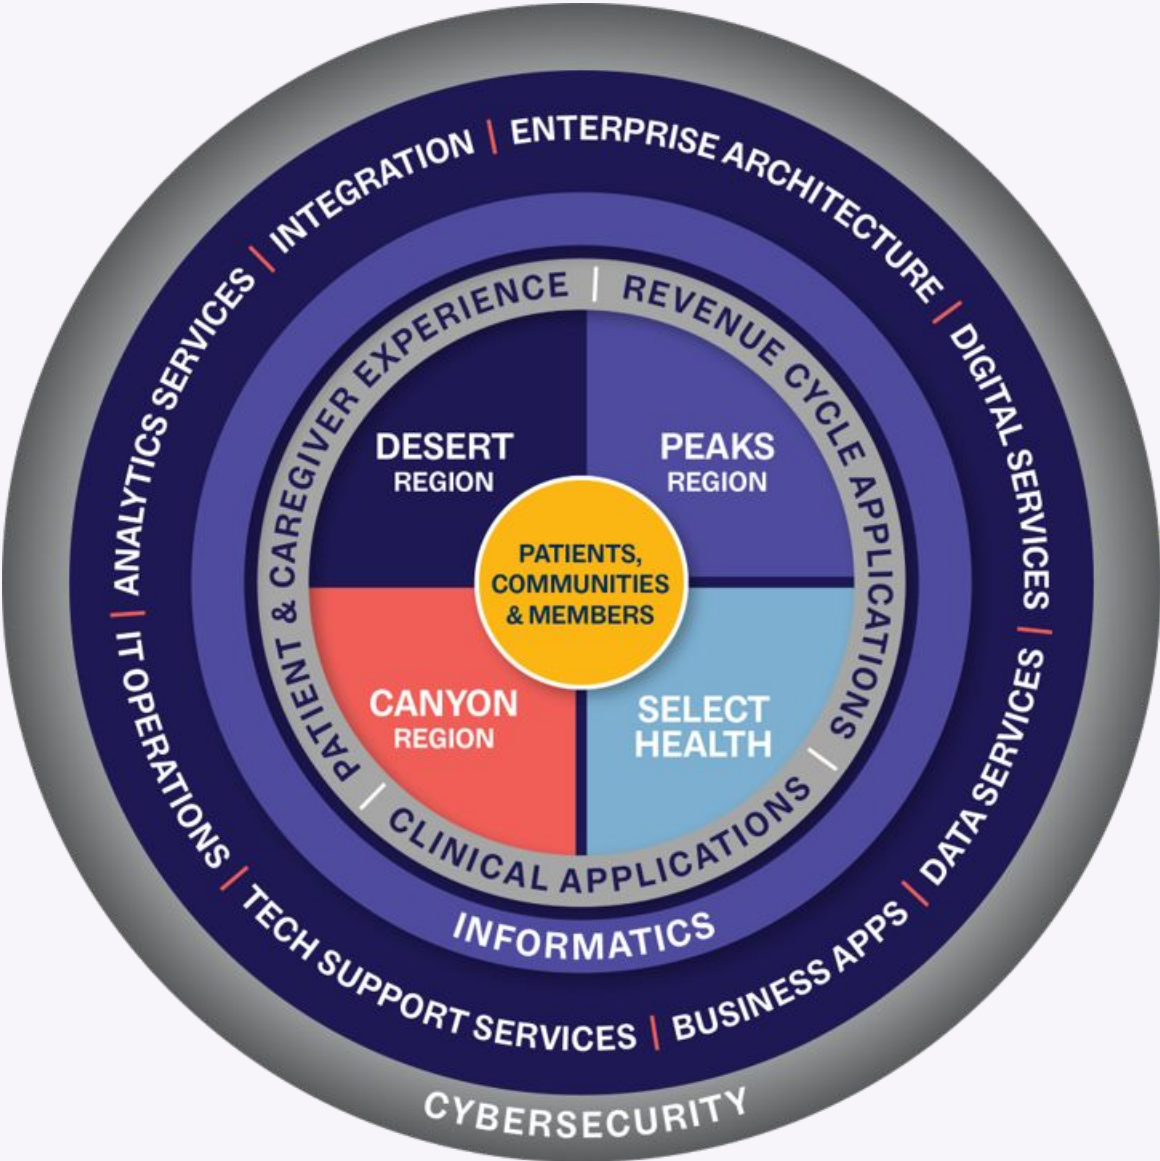 INTEGRATION | ENTERPRISE ARCHITECTURE | DIGITAL SERVICES | DATA SERVICES | BUSINESS APPS | TECH SUPPORT SERVICES | IT OPERATIONS | ANALYTICS SERVICES |
PATIENT & CAREGIVER EXPERIENCE | REVENUE CYCLE APPLICATIONS | CLINICAL APPLICATIONS |
DESERT
REGION
PEAKS
REGION
PATIENTS,
COMMUNITIES
& MEMBERS
CANYON
REGION
SELECT
HEALTH
INFORMATICS
CYBERSECURITY